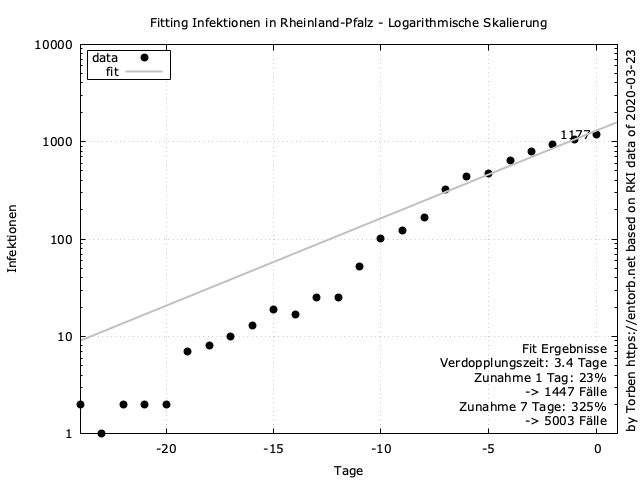 Fitting Infektionen in Rheinland-Pfalz - Logarithmische Skalierung
10000
1000
100
10
1
data
fit
1177
Infektionen
Fit Ergebnisse
Verdopplungszeit: 3.4 Tage
Zunahme 1 Tag: 23%
-> 1447 Fälle
Zunahme 7 Tage: 325%
-> 5003 Fälle
-20
-15
-10
-5
0
Tage
by Torben https://entorb.net based on RKI data of 2020-03-23